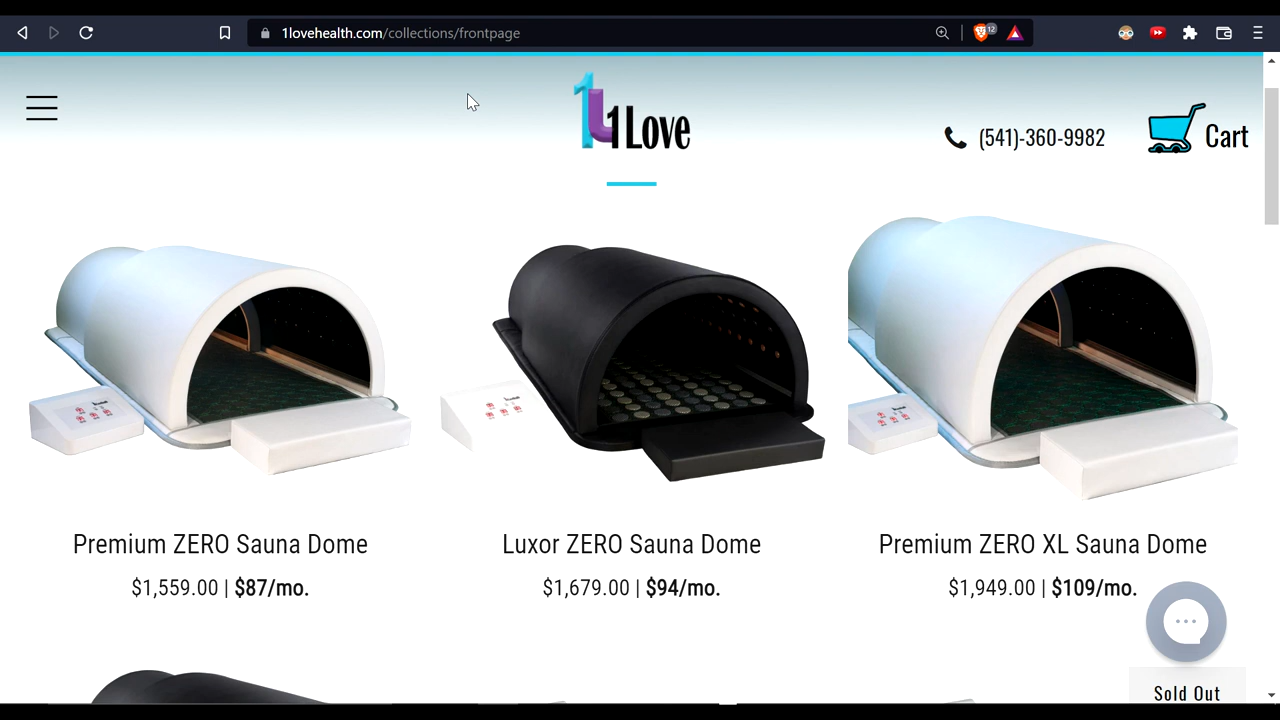 1lovehealth.com/collections/frontpage
12
1Love
(541)-360-9982
Cart
Premium ZERO Sauna Dome
$1,559.00 | $87/mo.
Luxor ZERO Sauna Dome
$1,679.00 | $94/mo.
Premium ZERO XL Sauna Dome
$1,949.00 | $109/mo.
Sold Out